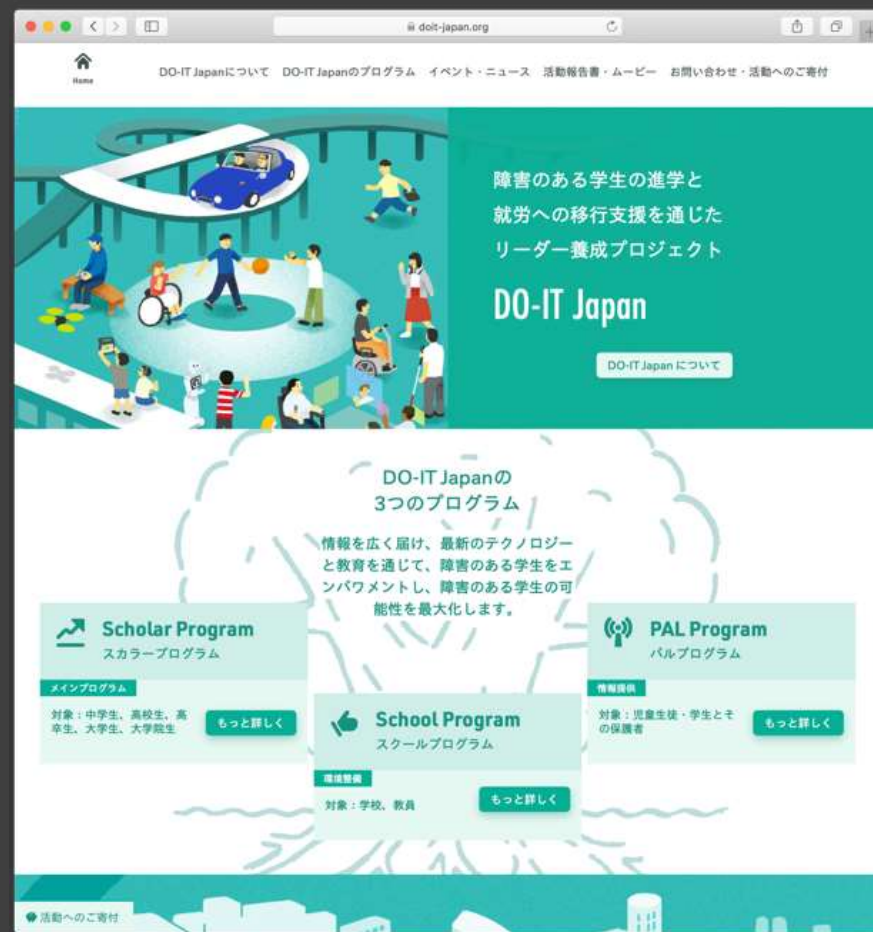 doit-japan.org
Home
DO-IT Japanについて DO-IT Japanのプログラム イベント・ニュース 活動報告書・ムービー お問い合わせ・活動へのご寄付
障害のある学生の進学と
就労への移行支援を通じた
リーダー養成プロジェクト
DO-IT Japan
DO-IT Japan について
DO-IT Japanの
3つのプログラム
情報を広く届け、最新のテクノロジー
と教育を通じて、障害のある学生をエ
ンパワメントし、障害のある学生の可
能性を最大化します。
Scholar Program
スカラープログラム
メインプログラム
対象：中学生、高校生、高
卒生、大学生、大学院生
もっと詳しく
School Program
スクールプログラム
環境整備
対象：学校、教員
もっと詳しく
PAL Program
パルプログラム
情報提供
対象：児童生徒・学生とそ
の保護者
もっと詳しく
活動へのご寄付